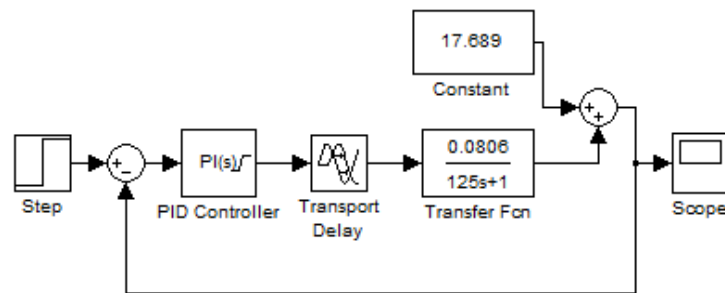 17.689
Constant
PI(s)
0.0806
125s+1
Step
PID Controller
Transport
Delay
Transfer Fcn
Scope